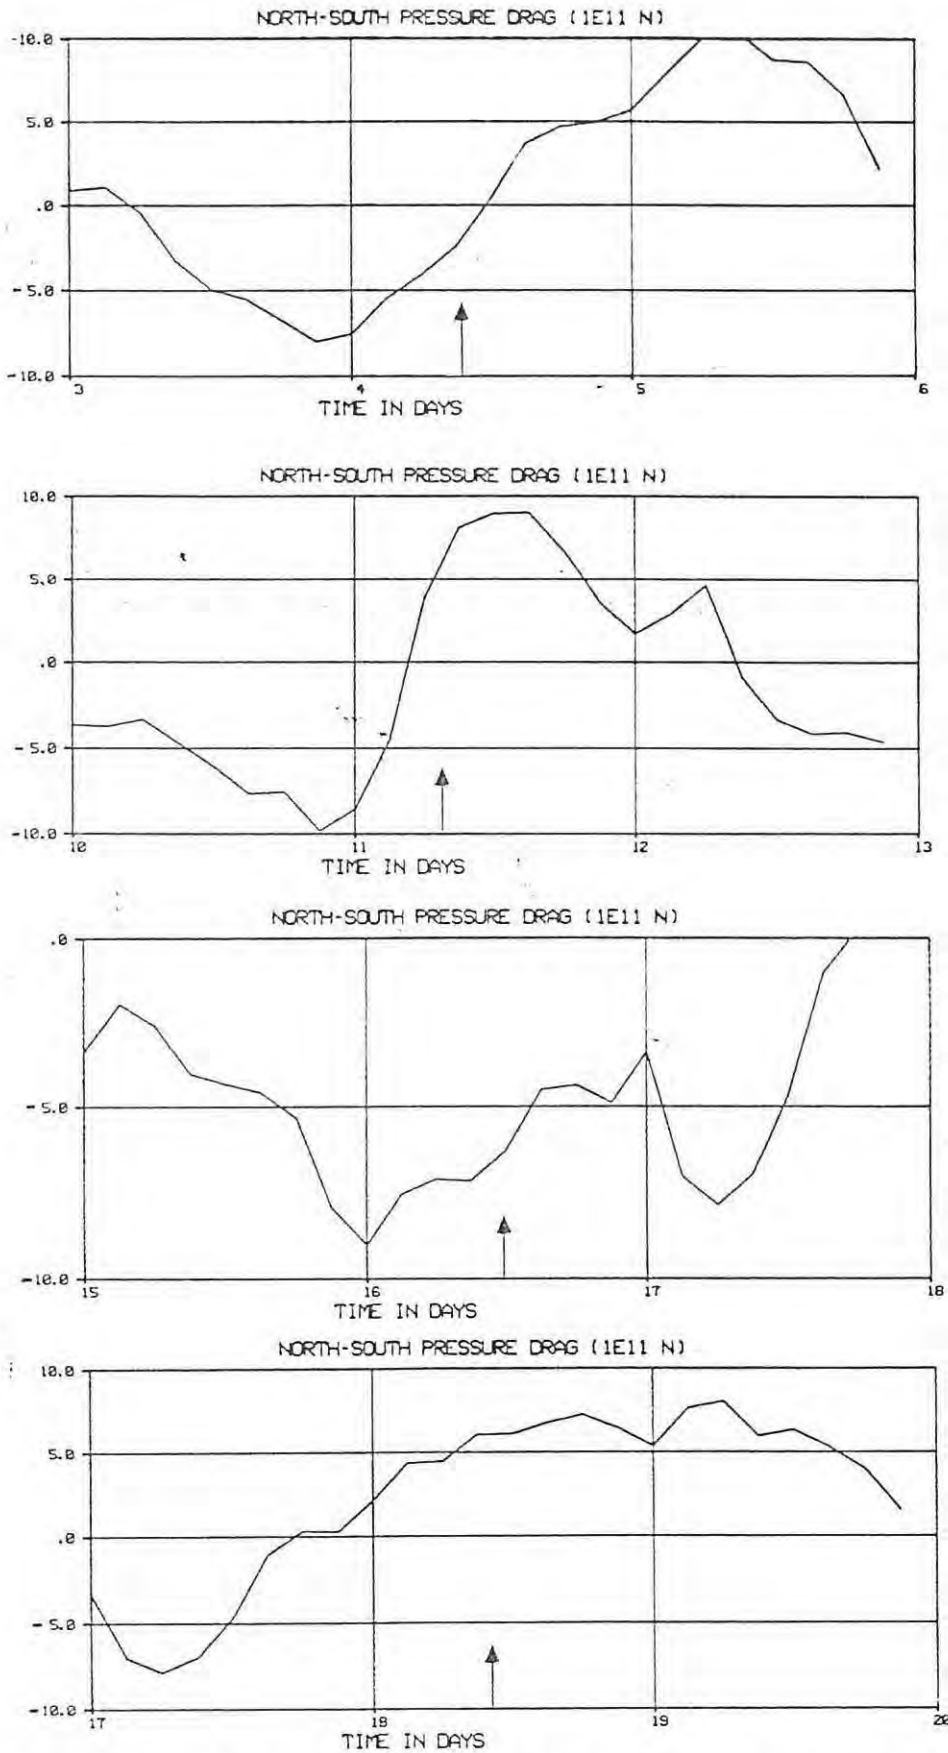 NORTH-SOUTH PRESSURE DRAG (1E11 N)
-10.0
5.0
.0
-5.0
-10.0
3 4 5 6
TIME IN DAYS
NORTH-SOUTH PRESSURE DRAG (1E11 N)
10.0
5.0
.0
-5.0
-10.0
10 11 12 13
TIME IN DAYS
NORTH-SOUTH PRESSURE DRAG (1E11 N)
.0
-5.0
-10.0
15 16 17 18
TIME IN DAYS
NORTH-SOUTH PRESSURE DRAG (1E11 N)
10.0
5.0
.0
-5.0
-10.0
17 18 19 20
TIME IN DAYS